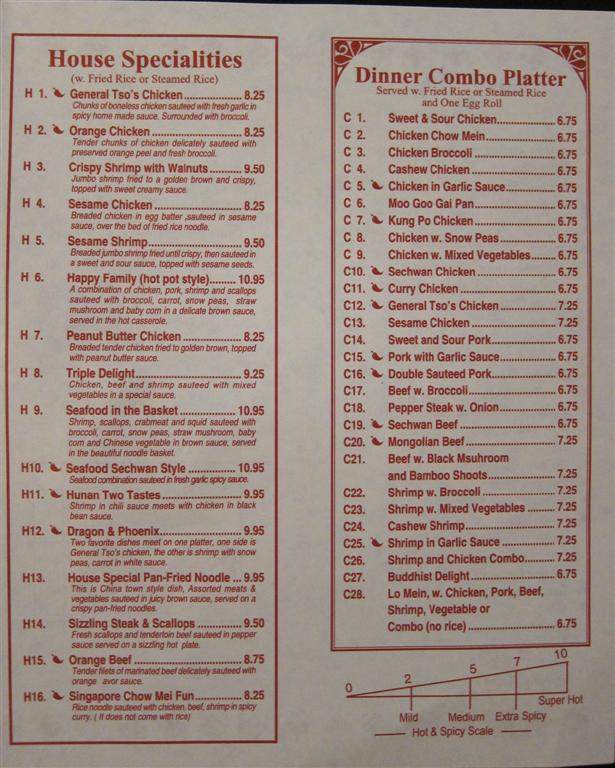 House Specialities
(w. Fried Rice or Steamed Rice)
H 1. General Tso's Chicken .................. 8.25
Chunks of boneless chicken sauteed with fresh garlic in
spicy home made sauce. Surrounded with broccoli.
H 2. Orange Chicken ............................ 8.25
Tender chunks of chicken delicately sauteed with
preserved orange peel and fresh broccoli.
H 3. Crispy Shrimp with Walnuts ......... 9.50
Jumbo shrimp fried to a golden brown and crispy,
topped with sweet creamy sauce.
H 4. Sesame Chicken ........................... 8.25
Breaded chicken in egg batter ,sauteed in sesame
sauce, over the bed of fried rice noodle.
H 5. Sesame Shrimp ............................. 9.50
Breaded jumbo shrimp fried until crispy, then sauteed in
a sweet and sour sauce, topped with sesame seeds.
H 6. Happy Family (hot pot style)........ 10.95
A combination of chicken, pork, shrimp and scallops
sauteed with broccoli, carrot, snow peas, straw
mushroom and baby corn in a delicate brown sauce,
served in the hot casserole.
H 7. Peanut Butter Chicken ................. 8.25
Breaded tender chicken fried to golden brown, topped
with peanut butter sauce.
H 8. Triple Delight ................................ 9.25
Chicken, beef and shrimp sauteed with mixed
vegetables in a special sauce.
H 9. Seafood in the Basket ................. 10.95
Shrimp, scallops, crabmeat and squid sauteed with
broccoli, carrot, snow peas, straw mushroom, baby
corn and Chinese vegetable in brown sauce, served
in the beautiful noodle basket.
H10. Seafood Sechwan Style .............. 10.95
Seafood combination sauteed in fresh garlic spicy sauce.
H11. Hunan Two Tastes ........................ 9.95
Shrimp in chili sauce meets with chicken in black
bean sauce.
H12. Dragon & Phoenix ......................... 9.95
Two favorite dishes meet on one platter, one side is
General Tso's chicken, the other is shrimp with snow
peas, carrot in white sauce.
H13. House Special Pan-Fried Noodle ... 9.95
This is China town style dish, Assorted meats &
vegetables sauteed in juicy brown sauce, served on a
crispy pan-fried noodles.
H14. Sizzling Steak & Scallops ............. 9.50
Fresh scallops and tenderloin beef sauteed in pepper
sauce served on a sizzling hot plate.
H15. Orange Beef .................................. 8.75
Tender filets of marinated beef delicately sauteed with
orange avor sauce.
H16. Singapore Chow Mei Fun .............. 8.25
Rice noodle sauteed with chicken, beef, shrimp in spicy
curry. ( It does not come with rice)
Dinner Combo Platter
Served w. Fried Rice or Steamed Rice
and One Egg Roll
C 1. Sweet & Sour Chicken ................... 6.75
C 2. Chicken Chow Mein ...................... 6.75
C 3. Chicken Broccoli .......................... 6.75
C 4. Cashew Chicken ........................... 6.75
C 5. Chicken in Garlic Sauce ................ 6.75
C 6. Moo Goo Gai Pan .......................... 6.75
C 7. Kung Po Chicken .......................... 6.75
C 8. Chicken w. Snow Peas ................... 6.75
C 9. Chicken w. Mixed Vegetables ........ 6.75
C10. Sechwan Chicken ......................... 6.75
C11. Curry Chicken .............................. 6.75
C12. General Tso's Chicken .................. 7.25
C13. Sesame Chicken ........................... 7.25
C14. Sweet and Sour Pork ..................... 6.75
C15. Pork with Garlic Sauce .................. 6.75
C16. Double Sauteed Pork .................... 6.75
C17. Beef w. Broccoli ........................... 6.75
C18. Pepper Steak w. Onion .................. 6.75
C19. Sechwan Beef .............................. 6.75
C20. Mongolian Beef ............................ 7.25
C21. Beef w. Black Msuhroom
and Bamboo Shoots ...................... 7.25
C22. Shrimp w. Broccoli ....................... 7.25
C23. Shrimp w. Mixed Vegetables ......... 7.25
C24. Cashew Shrimp ............................ 7.25
C25. Shrimp in Garlic Sauce ................. 7.25
C26. Shrimp and Chicken Combo .......... 7.25
C27. Buddhist Delight .......................... 6.75
C28. Lo Mein, w. Chicken, Pork, Beef,
Shrimp, Vegetable or
Combo (no rice) ............................ 6.75
0 2 5 7 10
Mild Medium Extra Spicy Super Hot
Hot & Spicy Scale